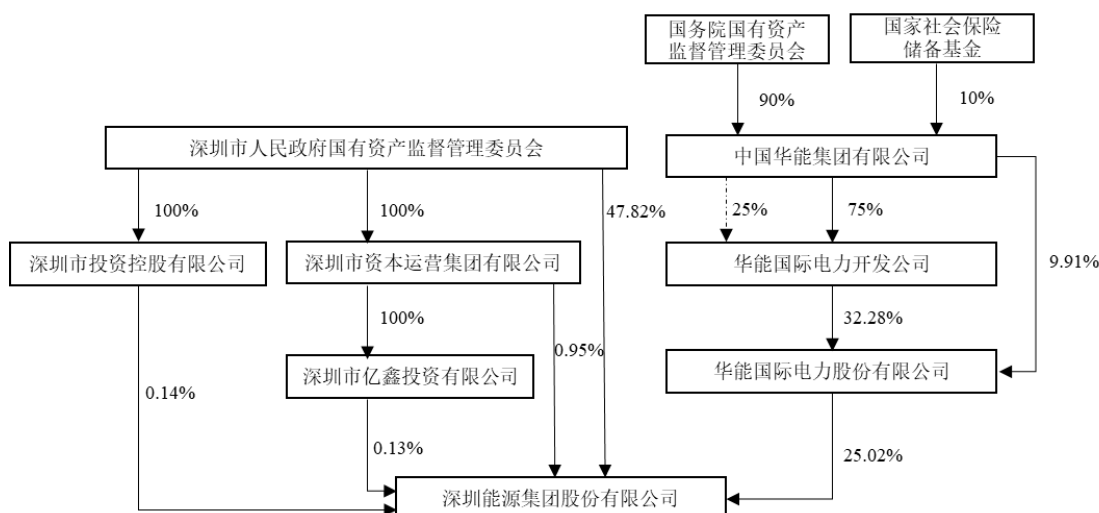 国务院国有资产
监督管理委员会
国家社会保险
储备基金
90%
10%
深圳市人民政府国有资产监督管理委员会
中国华能集团有限公司
100%
100%
47.82%
25%
75%
深圳市投资控股有限公司
深圳市资本运营集团有限公司
华能国际电力开发公司
9.91%
100%
32.28%
0.95%
深圳市亿鑫投资有限公司
华能国际电力股份有限公司
0.14%
0.13%
25.02%
深圳能源集团股份有限公司